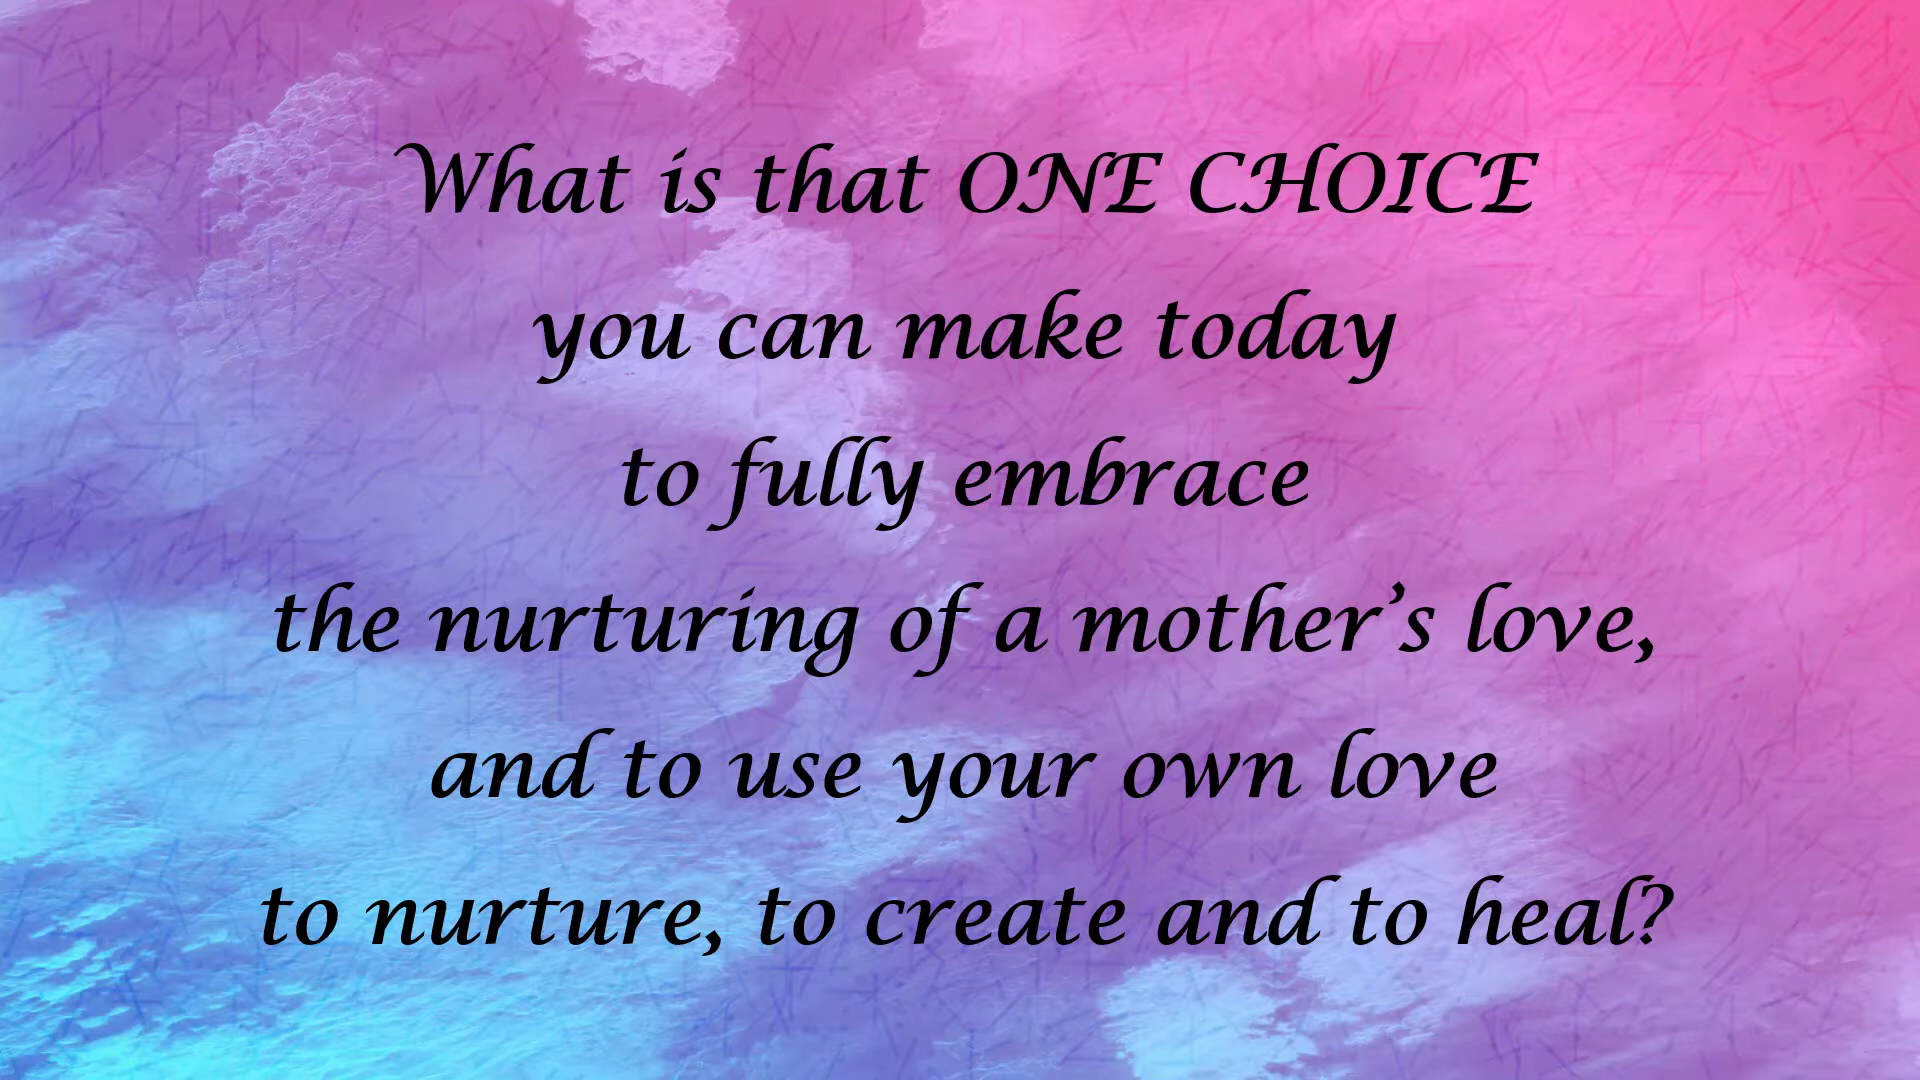 What is that ONE CHOICE
you can make today
to fully embrace
the nurturing of a mother’s love,
and to use your own love
to nurture, to create and to heal?